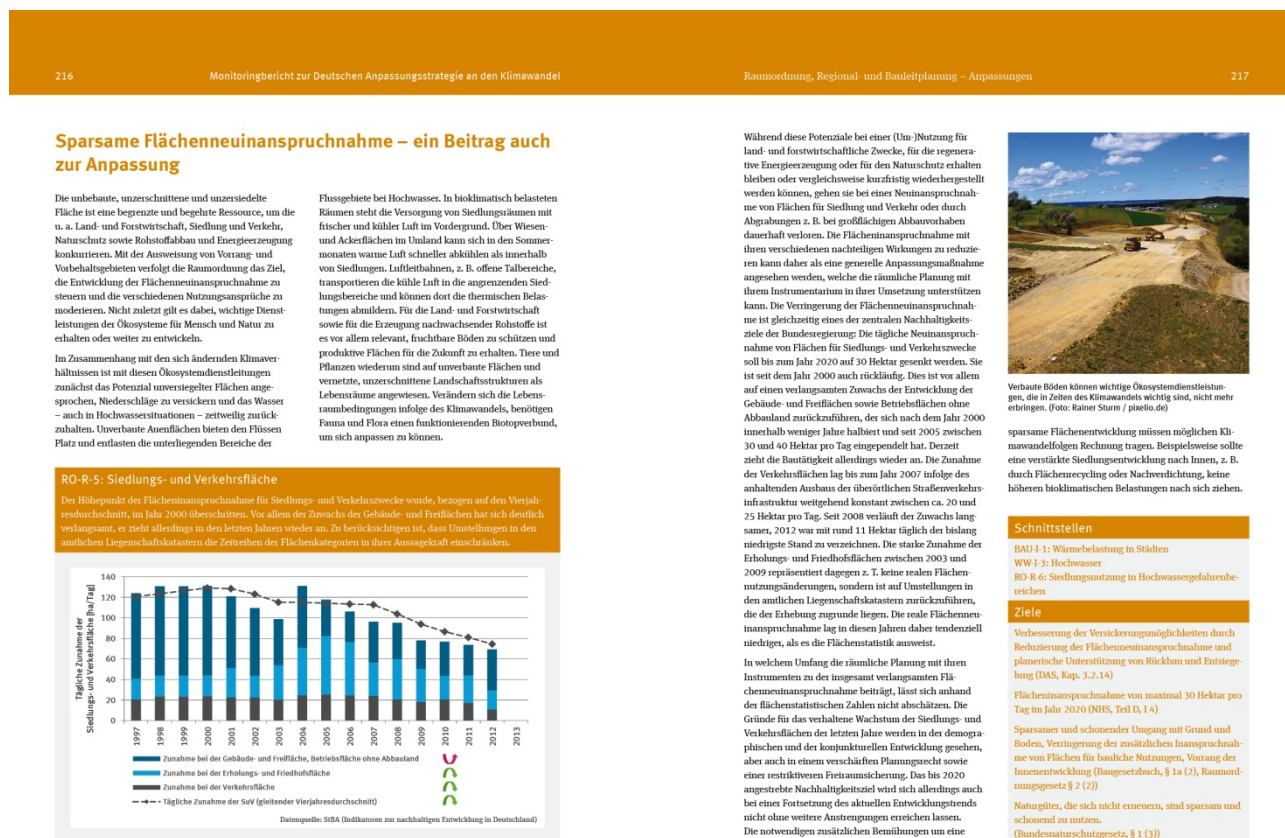 216
Monitoringbericht zur Deutschen Anpassungsstrategie an den Klimawandel
Sparsame Flächenneuinanspruchnahme – ein Beitrag auch
zur Anpassung
Die unbebaute, unzerschnittene und unzersiedelte
Fläche ist eine begrenzte und begehrte Ressource, um die
u. a. Land- und Forstwirtschaft, Siedlung und Verkehr,
Naturschutz sowie Rohstoffabbau und Energieerzeugung
konkurrieren. Mit der Ausweisung von Vorrang- und
Vorbehaltsgebieten verfolgt die Raumordnung das Ziel,
die Entwicklung der Flächenneuinanspruchnahme zu
steuern und die verschiedenen Nutzungsansprüche zu
moderieren. Nicht zuletzt gilt es dabei, wichtige Dienst-
leistungen der Ökosysteme für Mensch und Natur zu
erhalten oder weiter zu entwickeln.
Im Zusammenhang mit den sich ändernden Klimaver-
hältnissen ist mit diesen Ökosystemdienstleitungen
zunächst das Potenzial unversiegelter Flächen ange-
sprochen, Niederschläge zu versickern und das Wasser
– auch in Hochwassersituationen – zeitweilig zurück-
zuhalten. Unverbaute Auenflächen bieten den Flüssen
Platz und entlasten die unterliegenden Bereiche der
Flussgebiete bei Hochwasser. In bioklimatisch belasteten
Räumen steht die Versorgung von Siedlungsräumen mit
frischer und kühler Luft im Vordergrund. Über Wiesen-
und Ackerflächen im Umland kann sich in den Sommer-
monaten warme Luft schneller abkühlen als innerhalb
von Siedlungen. Luftleitbahnen, z. B. offene Talbereiche,
transportieren die kühle Luft in die angrenzenden Sied-
lungsbereiche und können dort die thermischen Belas-
tungen abmildern. Für die Land- und Forstwirtschaft
sowie für die Erzeugung nachwachsender Rohstoffe ist
es vor allem relevant, fruchtbare Böden zu schützen und
produktive Flächen für die Zukunft zu erhalten. Tiere und
Pflanzen wiederum sind auf unverbaute Flächen und
vernetzte, unzerschnittene Landschaftsstrukturen als
Lebensräume angewiesen. Verändern sich die Lebens-
raumbedingungen infolge des Klimawandels, benötigen
Fauna und Flora einen funktionierenden Biotopverbund,
um sich anpassen zu können.
RO-R-5: Siedlungs- und Verkehrsfläche
Der Höhepunkt der Flächeninanspruchnahme für Siedlungs- und Verkehrszwecke wurde, bezogen auf den Vierjah-
resdurchschnitt, im Jahr 2000 überschritten. Vor allem der Zuwachs der Gebäude- und Freiflächen hat sich deutlich
verlangsamt, er zieht allerdings in den letzten Jahren wieder an. Zu berücksichtigen ist, dass Umstellungen in den
amtlichen Liegenschaftskatastern die Zeitreihen der Flächenkategorien in ihrer Aussagekraft einschränken.
Tägliche Zunahme der
Siedlungs- und Verkehrsfläche [ha/Tag]
140
120
100
80
60
40
20
0
1997 1998 1999 2000 2001 2002 2003 2004 2005 2006 2007 2008 2009 2010 2011 2012 2013
Zunahme bei der Gebäude- und Freifläche, Betriebsfläche ohne Abbauland
Zunahme bei der Erholungs- und Friedhofsfläche
Zunahme bei der Verkehrsfläche
Tägliche Zunahme der SuV (gleitender Vierjahresdurchschnitt)
Datenquelle: StBA (Indikatoren zur nachhaltigen Entwicklung in Deutschland)
Raumordnung, Regional- und Bauleitplanung – Anpassungen
217
Während diese Potenziale bei einer (Um-)Nutzung für
land- und forstwirtschaftliche Zwecke, für die regenera-
tive Energieerzeugung oder für den Naturschutz erhalten
bleiben oder vergleichsweise kurzfristig wiederhergestellt
werden können, gehen sie bei einer Neuinanspruchnah-
me von Flächen für Siedlung und Verkehr oder durch
Abgrabungen z. B. bei großflächigen Abbauvorhaben
dauerhaft verloren. Die Flächeninanspruchnahme mit
ihren verschiedenen nachteiligen Wirkungen zu reduzie-
ren kann daher als eine generelle Anpassungsmaßnahme
angesehen werden, welche die räumliche Planung mit
ihrem Instrumentarium in ihrer Umsetzung unterstützen
kann. Die Verringerung der Flächeninanspruchnah-
me ist gleichzeitig eines der zentralen Nachhaltigkeits-
ziele der Bundesregierung: Die tägliche Neuinanspruch-
nahme von Flächen für Siedlungs- und Verkehrszwecke
soll bis zum Jahr 2020 auf 30 Hektar gesenkt werden. Sie
ist seit dem Jahr 2000 auch rückläufig. Dies ist vor allem
auf einen verlangsamten Zuwachs der Entwicklung der
Gebäude- und Freiflächen sowie Betriebsflächen ohne
Abbauland zurückzuführen, der sich nach dem Jahr 2000
innerhalb weniger Jahre halbiert und seit 2005 zwischen
30 und 40 Hektar pro Tag eingependelt hat. Derzeit
zieht die Bautätigkeit allerdings wieder an. Die Zunahme
der Verkehrsflächen lag bis zum Jahr 2007 infolge des
anhaltenden Ausbaus der überörtlichen Straßenverkehrs-
infrastruktur weitgehend konstant zwischen ca. 20 und
25 Hektar pro Tag. Seit 2008 verläuft der Zuwachs lang-
samer, 2012 war mit rund 11 Hektar täglich der bislang
niedrigste Stand zu verzeichnen. Die starke Zunahme der
Erholungs- und Friedhofsflächen zwischen 2003 und
2009 repräsentiert dagegen z. T. keine realen Flächen-
nutzungsänderungen, sondern ist auf Umstellungen in
den amtlichen Liegenschaftskatastern zurückzuführen,
die der Erhebung zugrunde liegen. Die reale Flächenneu-
inanspruchnahme lag in diesen Jahren daher tendenziell
niedriger, als es die Flächenstatistik ausweist.
In welchem Umfang die räumliche Planung mit ihren
Instrumenten zu der insgesamt verlangsamten Flä-
chenneuinanspruchnahme beiträgt, lässt sich anhand
der flächenstatistischen Zahlen nicht abschätzen. Die
Gründe für das verhaltene Wachstum der Siedlungs- und
Verkehrsflächen der letzten Jahre werden in der demogra-
phischen und der konjunkturellen Entwicklung gesehen,
aber auch in einem verschärften Planungsrecht sowie
einer restriktiveren Freiraumsicherung. Das bis 2020
angestrebte Nachhaltigkeitsziel wird sich allerdings auch
bei einer Fortsetzung des aktuellen Entwicklungstrends
nicht ohne weitere Anstrengungen erreichen lassen.
Die notwendigen zusätzlichen Bemühungen um eine
Verbaute Böden können wichtige Ökosystemdienstleistun-
gen, die in Zeiten des Klimawandels wichtig sind, nicht mehr
erbringen. (Foto: Rainer Sturm / pixelio.de)
sparsame Flächenentwicklung müssen möglichen Kli-
mawandelfolgen Rechnung tragen. Beispielsweise sollte
eine verstärkte Siedlungsentwicklung nach Innen, z. B.
durch Flächenrecycling oder Nachverdichtung, keine
höheren bioklimatischen Belastungen nach sich ziehen.
Schnittstellen
BAU-I-1: Wärmebelastung in Städten
WW-I-3: Hochwasser
RO-R-6: Siedlungsnutzung in Hochwassergefahrenbe-
reichen
Ziele
Verbesserung der Versickerungsmöglichkeiten durch
Reduzierung der Flächenneuinanspruchnahme und
planerische Unterstützung von Rückbau und Entsiege-
lung (DAS, Kap. 3.2.14)
Flächeninanspruchnahme von maximal 30 Hektar pro
Tag im Jahr 2020 (NHS, Teil D, I 4)
Sparsamer und schonender Umgang mit Grund und
Boden, Verringerung der zusätzlichen Inanspruchnah-
me von Flächen für bauliche Nutzungen, Vorrang der
Innenentwicklung (Baugesetzbuch, § 1a (2), Raumord-
nungsgesetz § 2 (2))
Naturgüter, die sich nicht erneuern, sind sparsam und
schonend zu nutzen.
(Bundesnaturschutzgesetz, § 1 (3))